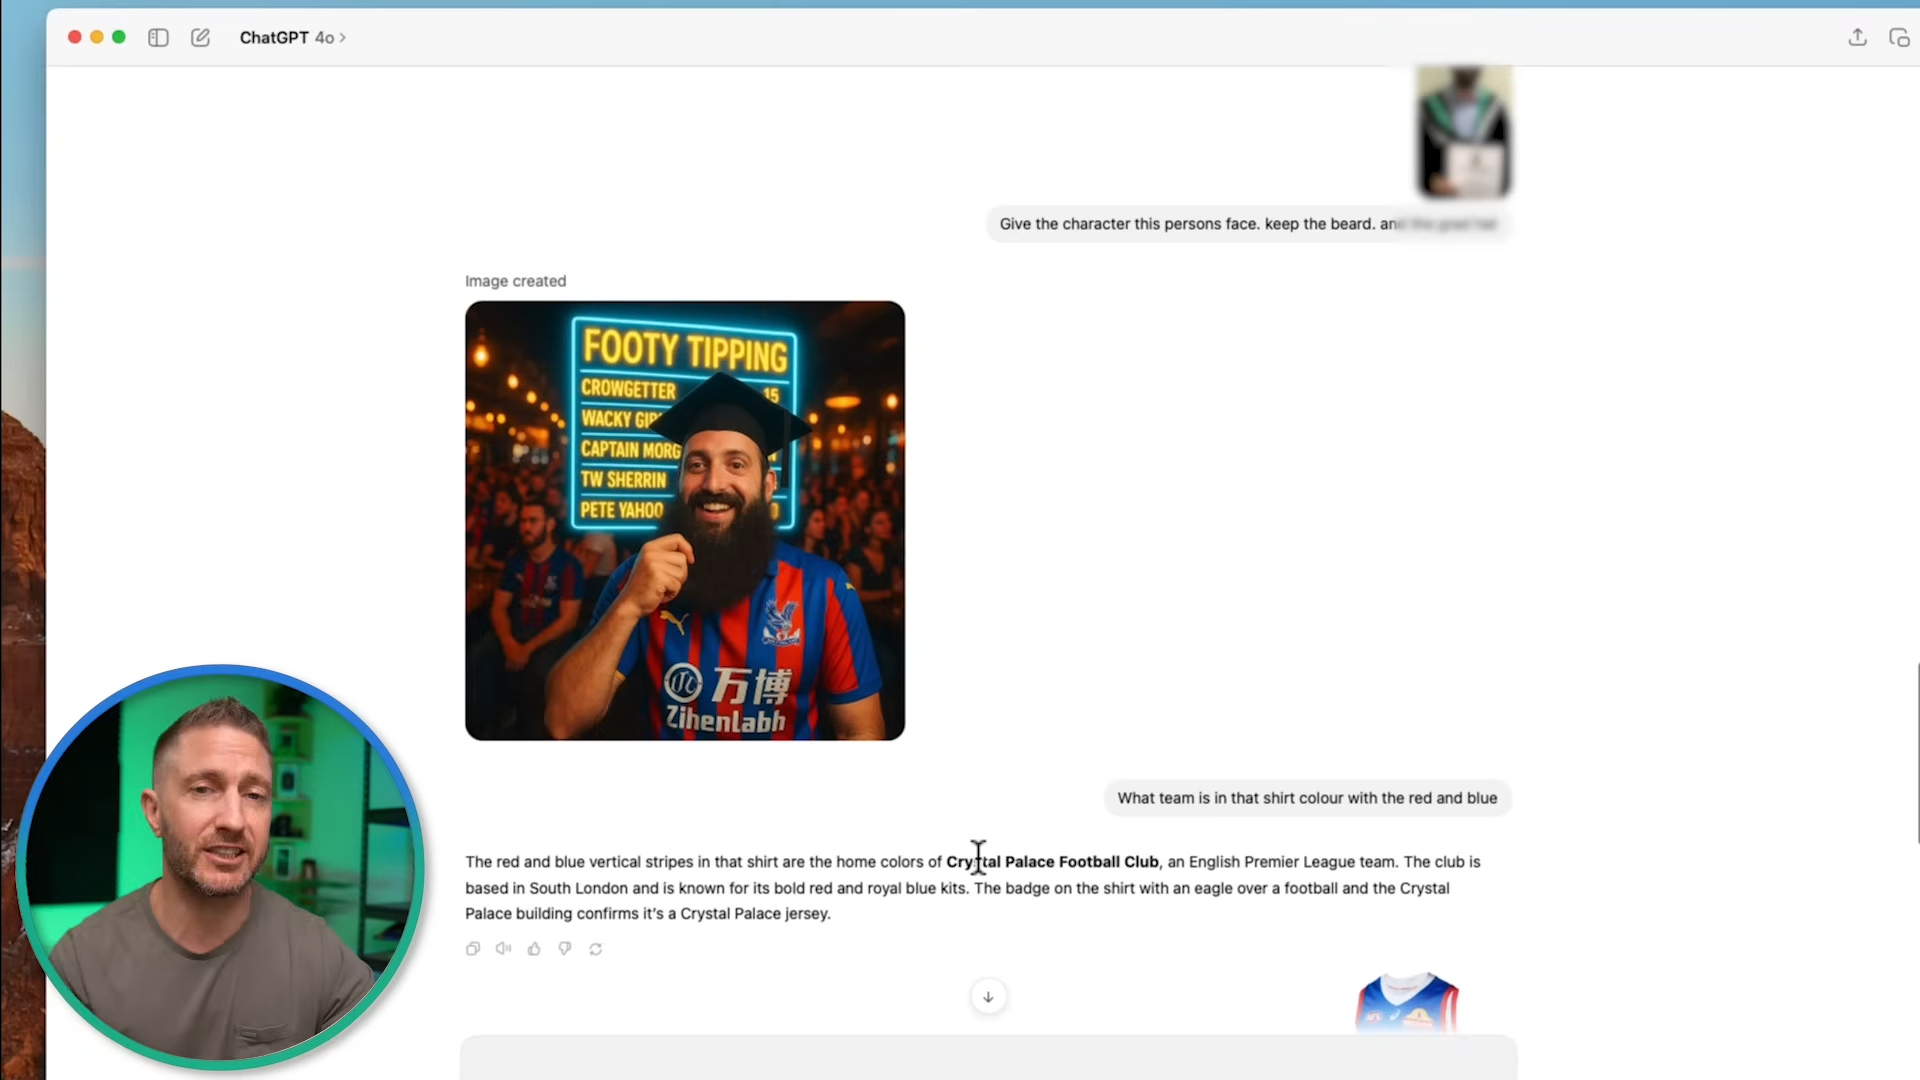 ChatGPT 4o >
Give the character this persons face. keep the beard. an
Image created
FOOTY TIPPING
CROWGETTER 15
WACKY GIR
CAPTAIN MORG
TW SHERRIN
PETE YAHOO 0
万博
Zihenlabh
What team is in that shirt colour with the red and blue
The red and blue vertical stripes in that shirt are the home colors of Crystal Palace Football Club, an English Premier League team. The club is
based in South London and is known for its bold red and royal blue kits. The badge on the shirt with an eagle over a football and the Crystal
Palace building confirms it's a Crystal Palace jersey.